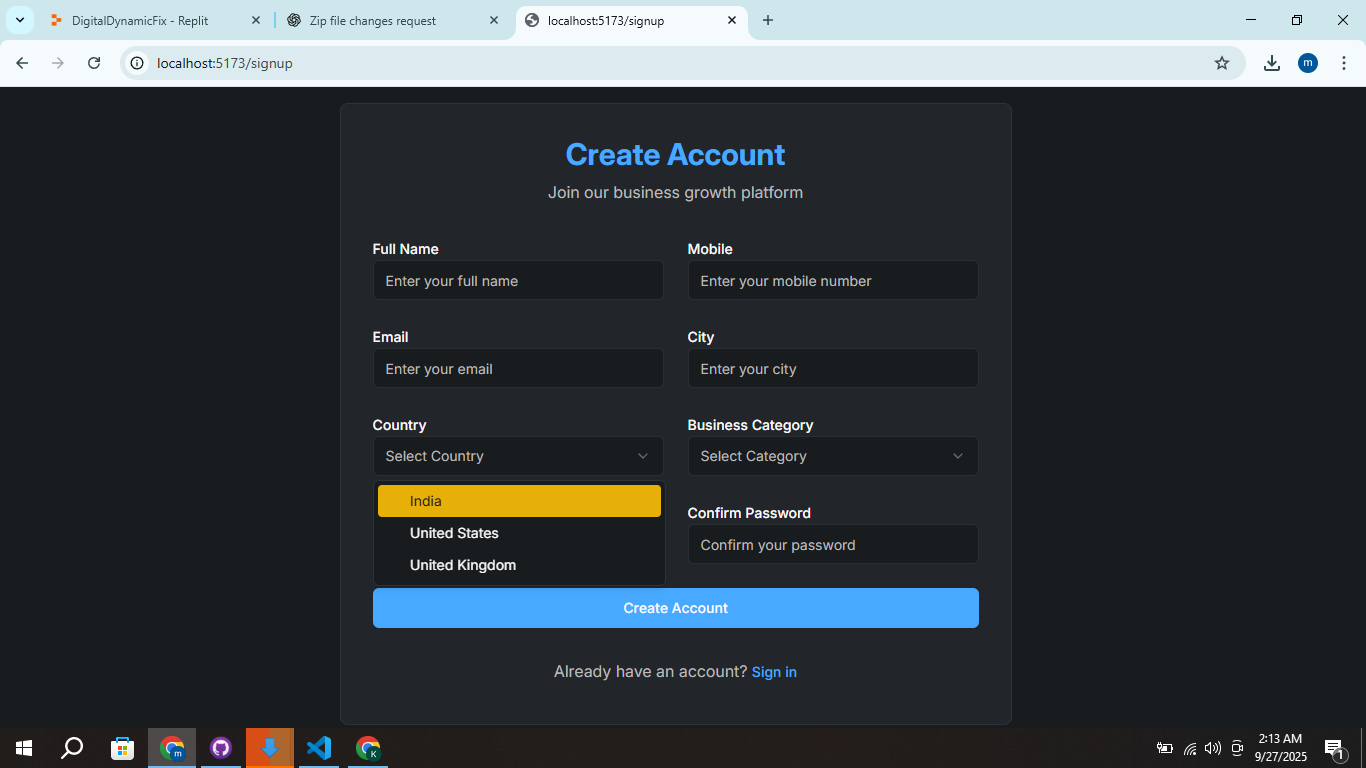 DigitalDynamicFix - Replit
Zip file changes request
localhost:5173/signup
localhost:5173/signup
m
Create Account
Join our business growth platform
Full Name
Mobile
Enter your full name
Enter your mobile number
Email
City
Enter your email
Enter your city
Country
Business Category
Select Country
Select Category
India
United States
United Kingdom
Confirm Password
Confirm your password
Create Account
Already have an account? Sign in
m
K
2:13 AM
9/27/2025
1